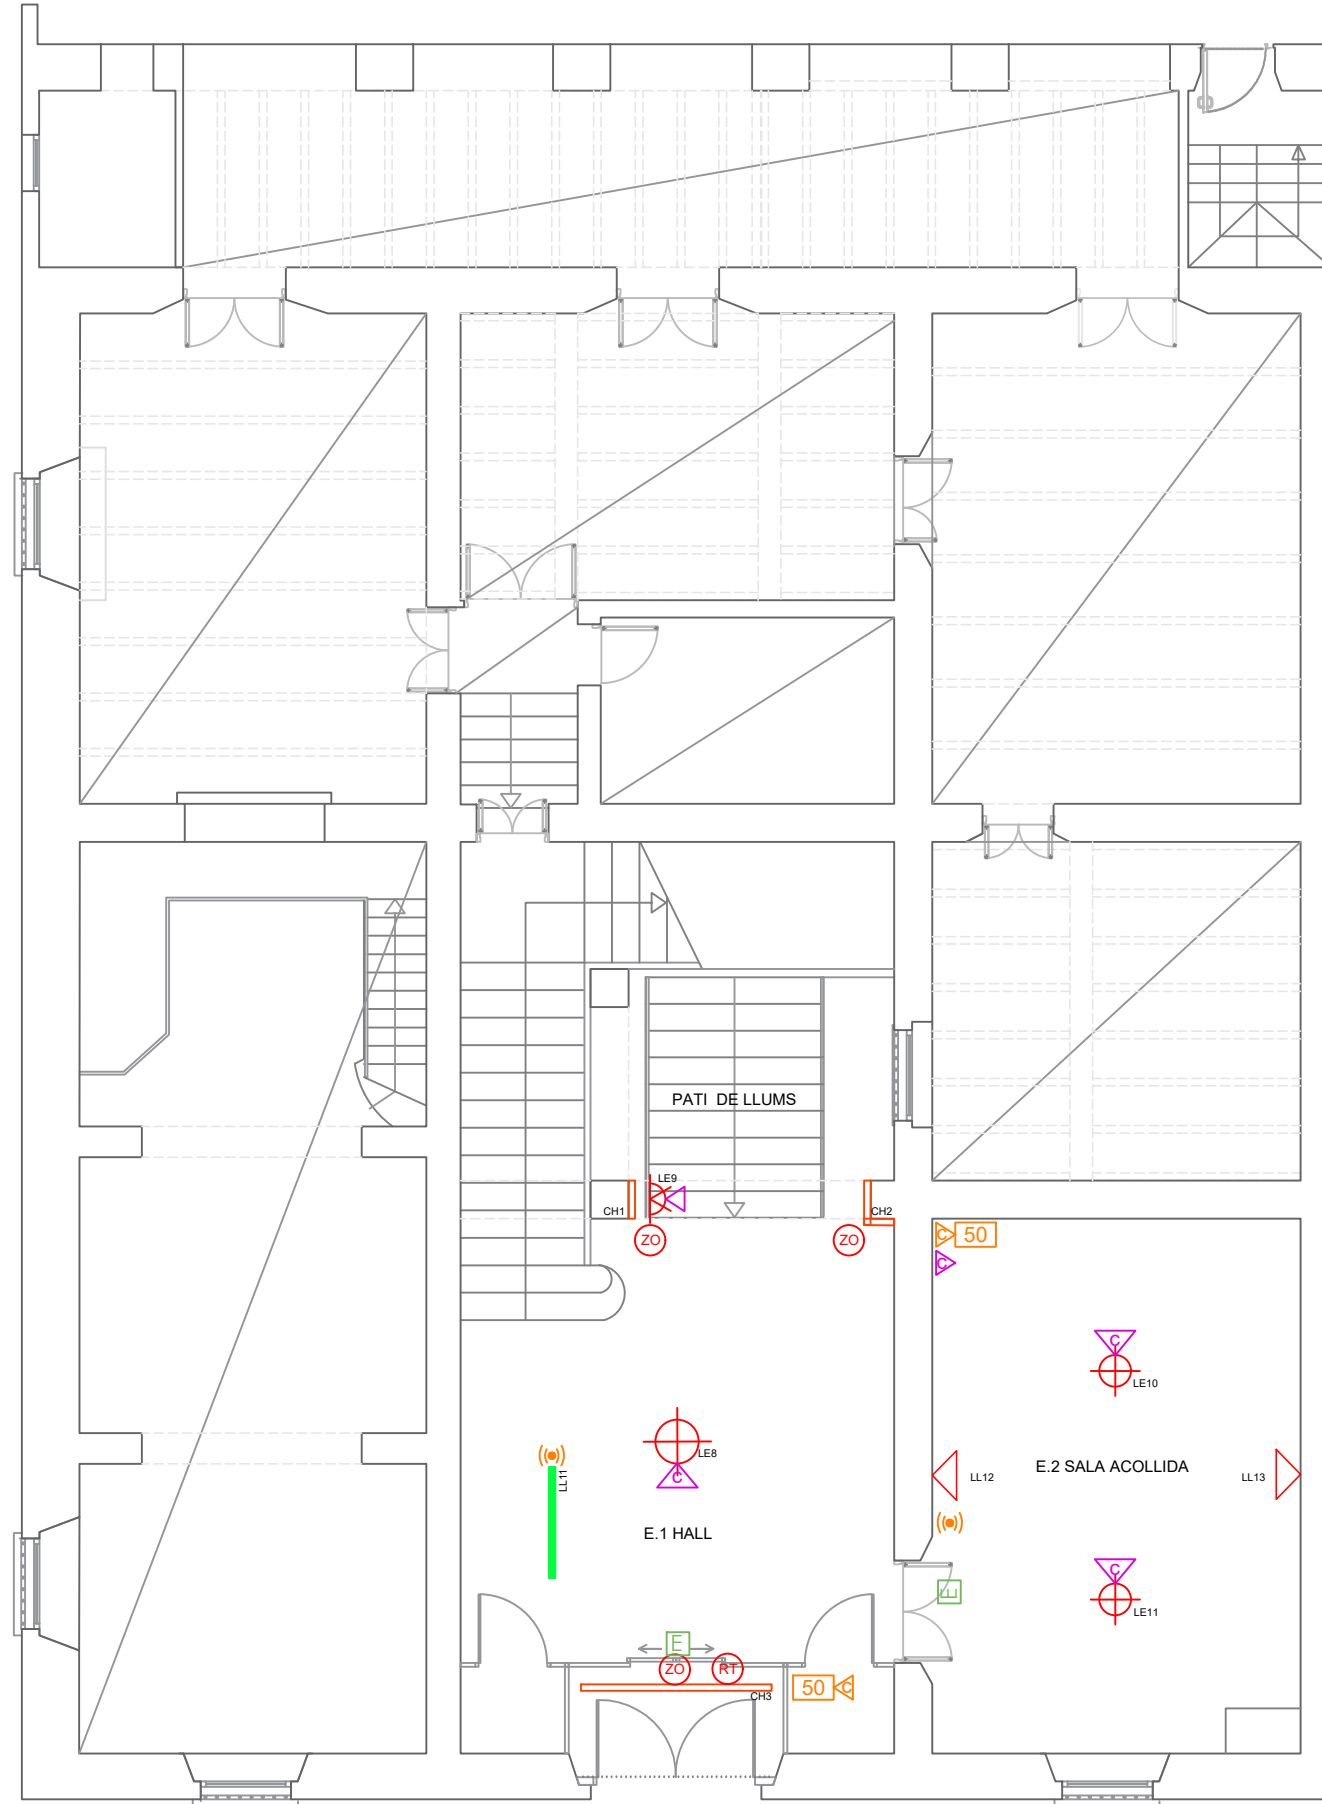 PATI DE LLUMS
LE9
CH1
CH2
ZO
ZO
C
50
C
C
LE10
LE8
C
LL11
E.2 SALA ACOLLIDA
LL12
LL13
E.1 HALL
C
E
LE11
E
ZO
RT
50
C
CH3